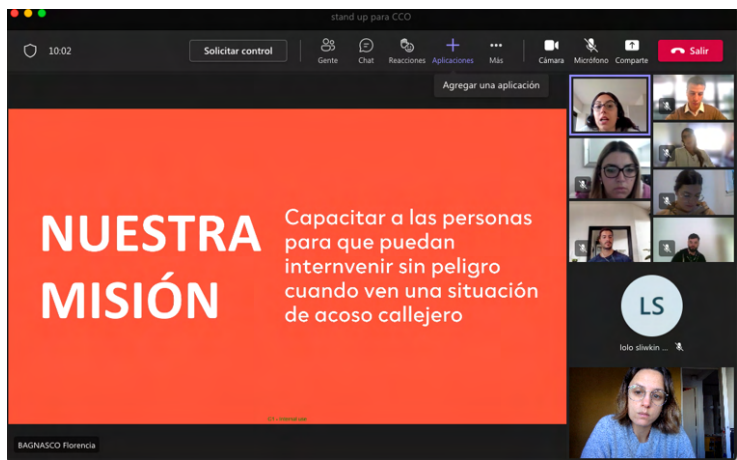 stand up para CCO
10:02
Solicitar control
Gente
Chat
Reacciones
Aplicaciones
Más
Cámara
Micrófono
Comparte
Salir
Agregar una aplicación
NUESTRA
MISIÓN
Capacitar a las personas
para que puedan
internvenir sin peligro
cuando ven una situación
de acoso callejero
LS
lolo sliwkin ...
BAGNASCO Florencia